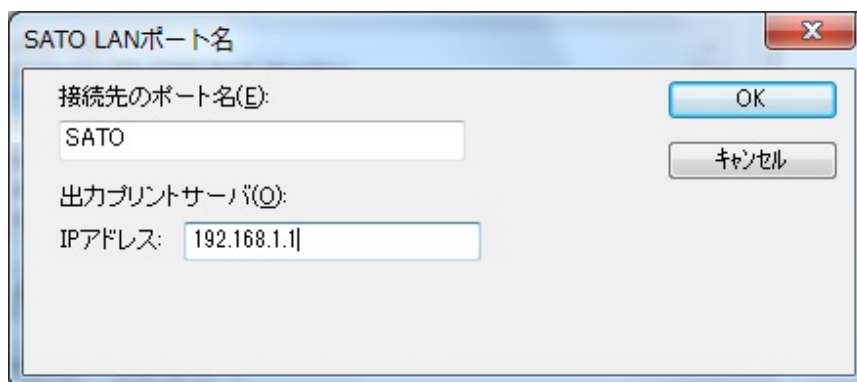 SATO LANポート名
接続先のポート名(E):
OK
SATO
キャンセル
出力プリントサーバ(O):
IPアドレス: 192.168.1.1